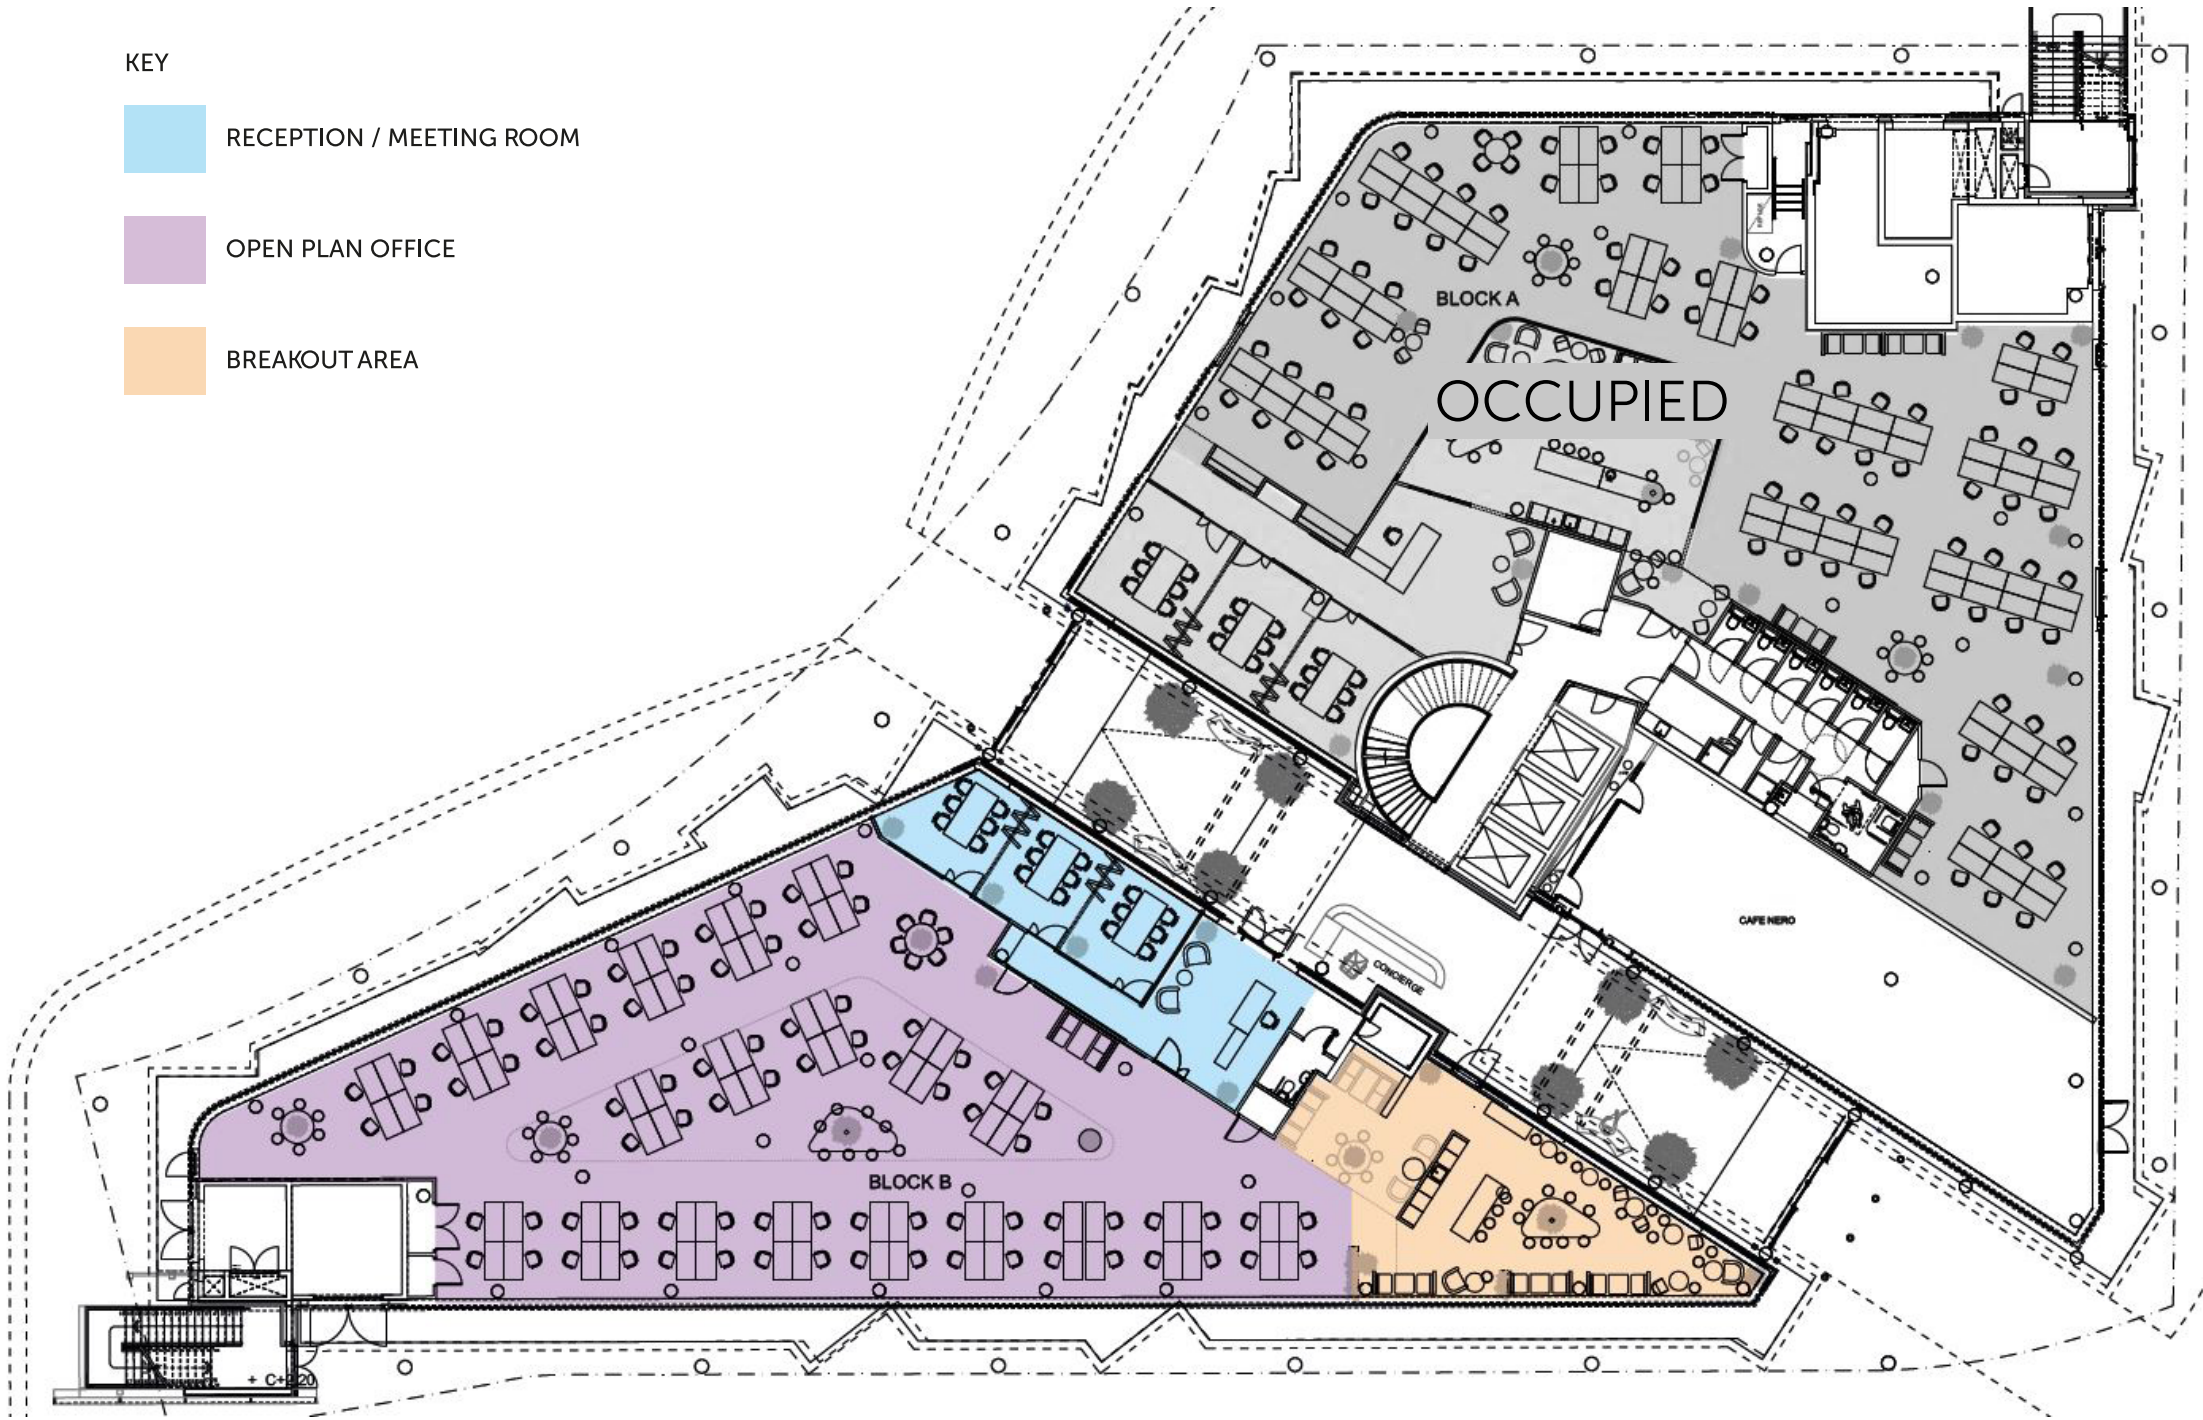 KEY
RECEPTION / MEETING ROOM
OPEN PLAN OFFICE
BREAKOUT AREA
BLOCK A
OCCUPIED
CAFE NERO
CONCIERGE
BLOCK B